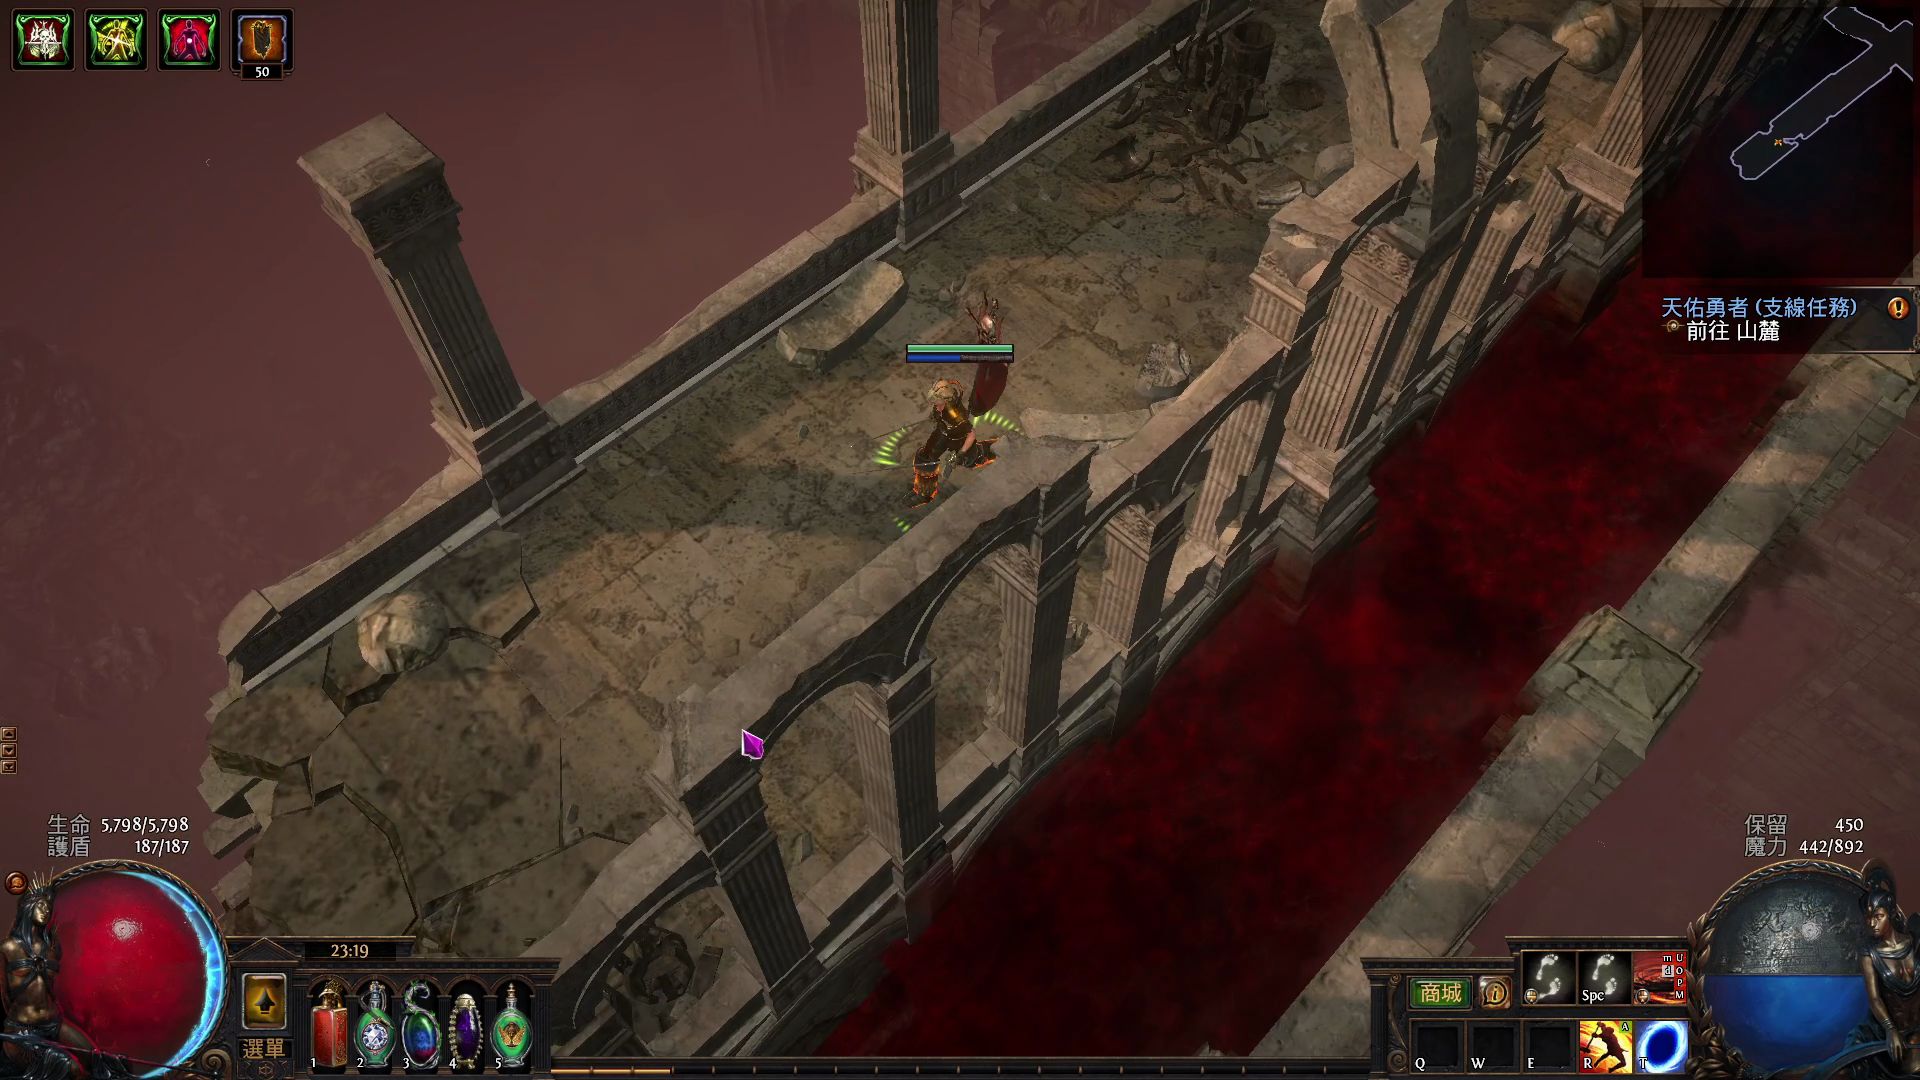 50
天佑勇者 (支線任務)
前往 山麓
生命 5,798/5,798
護盾 187/187
保留 450
魔力 442/892
23:19
選單
1 2 3 4 5
商城
Spc
m U
d O
P
M
Q W E R T
A